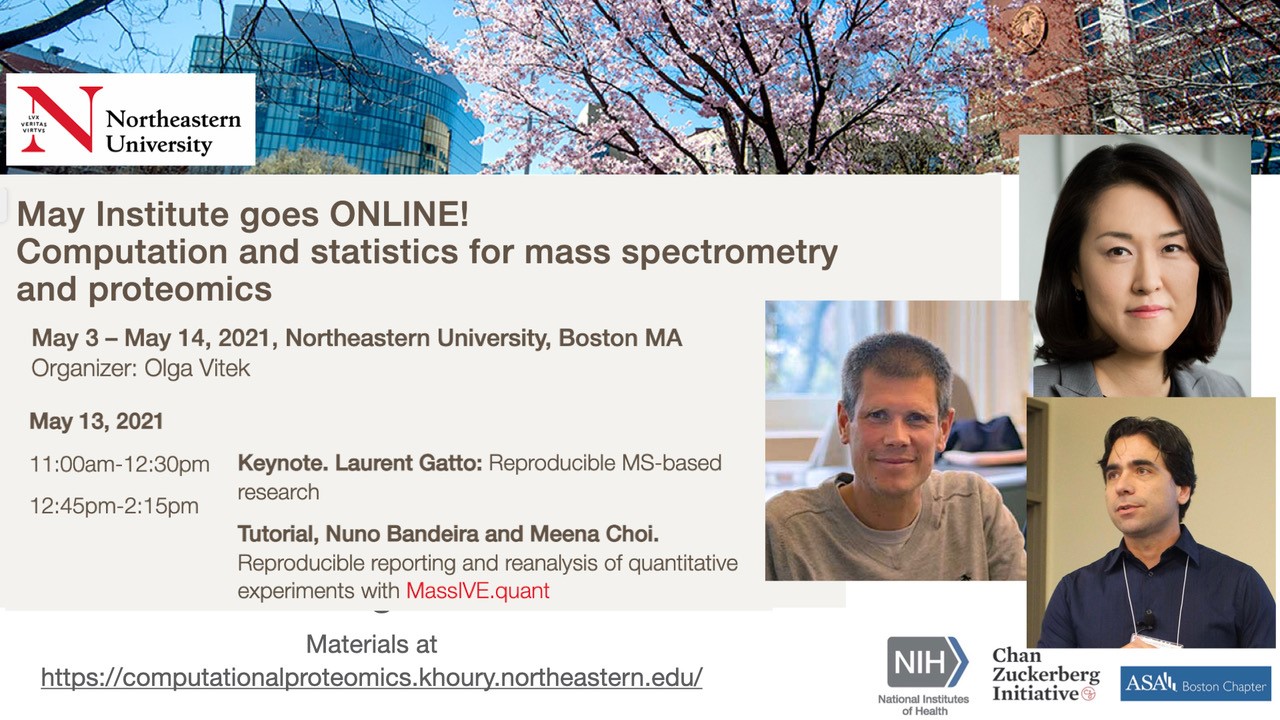 LVX
VERITAS
VIRTVS
Northeastern
University
May Institute goes ONLINE!
Computation and statistics for mass spectrometry
and proteomics
May 3 – May 14, 2021, Northeastern University, Boston MA
Organizer: Olga Vitek
May 13, 2021
11:00am-12:30pm
Keynote. Laurent Gatto: Reproducible MS-based
research
12:45pm-2:15pm
Tutorial, Nuno Bandeira and Meena Choi.
Reproducible reporting and reanalysis of quantitative
experiments with MassIVE.quant
Materials at
https://computationalproteomics.khoury.northeastern.edu/
NIH
National Institutes
of Health
Chan
Zuckerberg
Initiative
ASA Boston Chapter